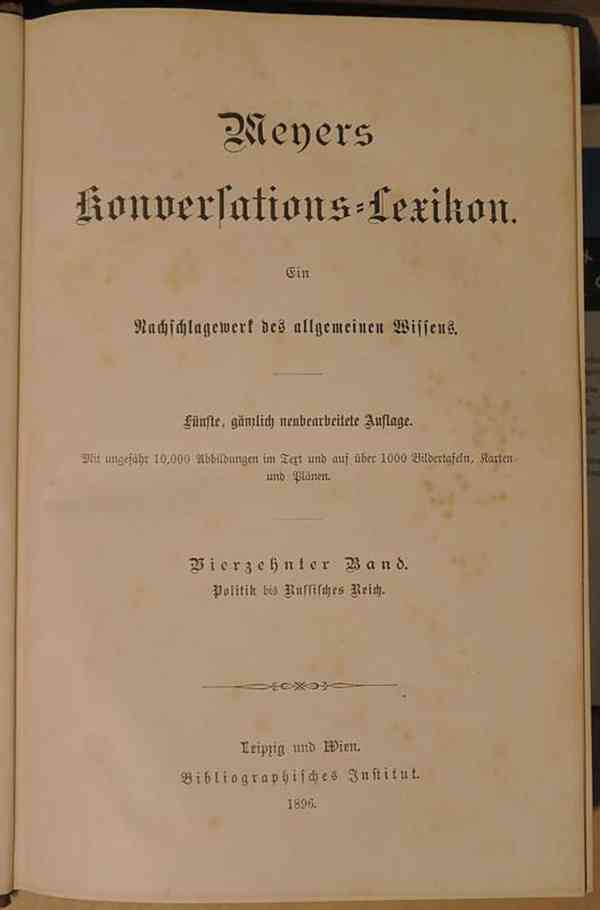 Meyers
Konversations-Lexikon.
Ein
Nachschlagewerk des allgemeinen Wissens.
Fünfte, gänzlich neubearbeitete Auflage.
Mit ungefähr 10,000 Abbildungen im Text und auf über 1000 Bildertafeln, Karten
und Plänen.
Vierzehnter Band.
Politik bis Russisches Reich.
Leipzig und Wien.
Bibliographisches Institut.
1896.